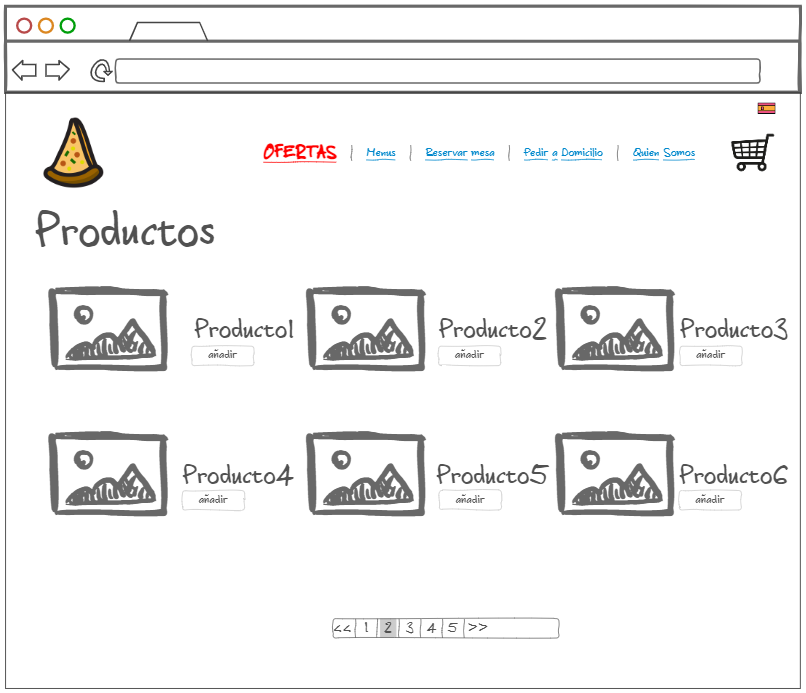 OFERTAS | Menus | Reservar mesa | Pedir a Domicilio | Quien Somos
Productos
Producto1 Producto2 Producto3
añadir añadir añadir
Producto4 Producto5 Producto6
añadir añadir añadir
<< 1 2 3 4 5 >>